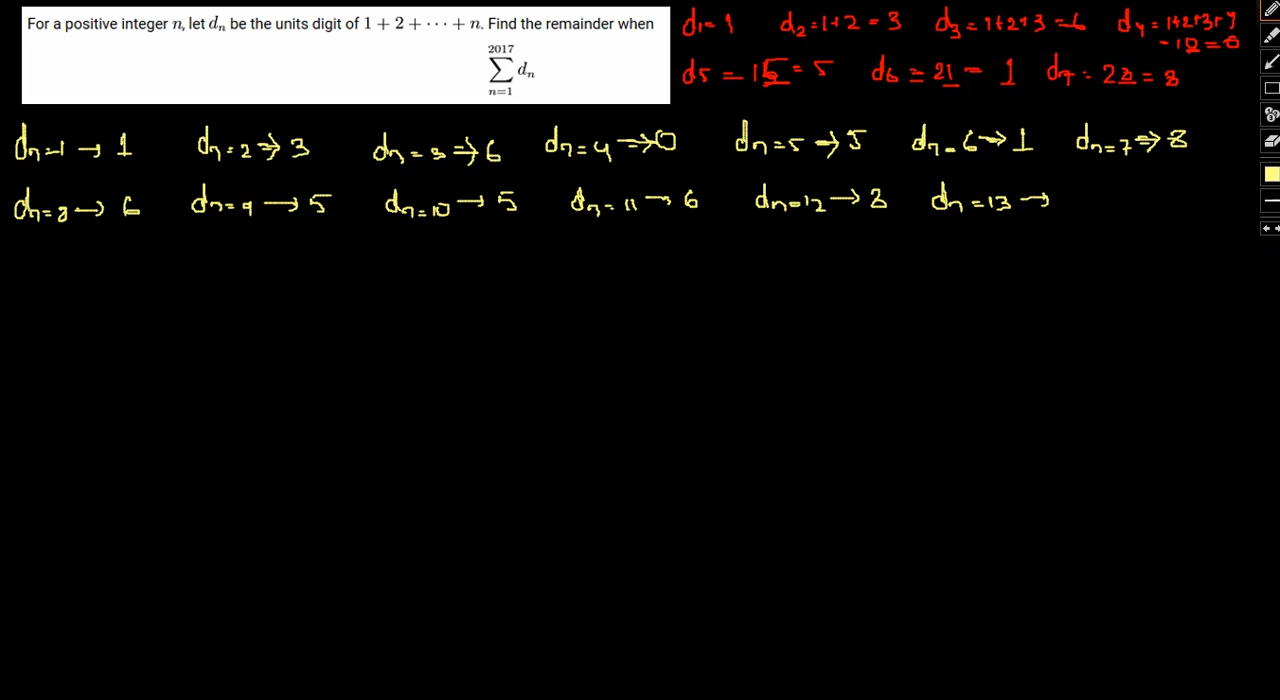 For a positive integer n, let dₙ be the units digit of 1 + 2 + ⋯ + n. Find the remainder when
2017
∑ dₙ
n=1
d1 = 1 d2 = 1+2 = 3 d3 = 1+2+3 = 6 d4 = 1+2+3+4
= 10 = 0
d5 = 15 = 5 d6 = 21 = 1 d7 = 28 = 8
dn=1 → 1 dn=2 ⇒ 3 dn=3 ⇒ 6 dn=4 ⇒ 0 dn=5 → 5 dn=6 → 1 dn=7 ⇒ 8
dn=8 → 6 dn=9 → 5 dn=10 → 5 dn=11 → 6 dn=12 → 8 dn=13 →